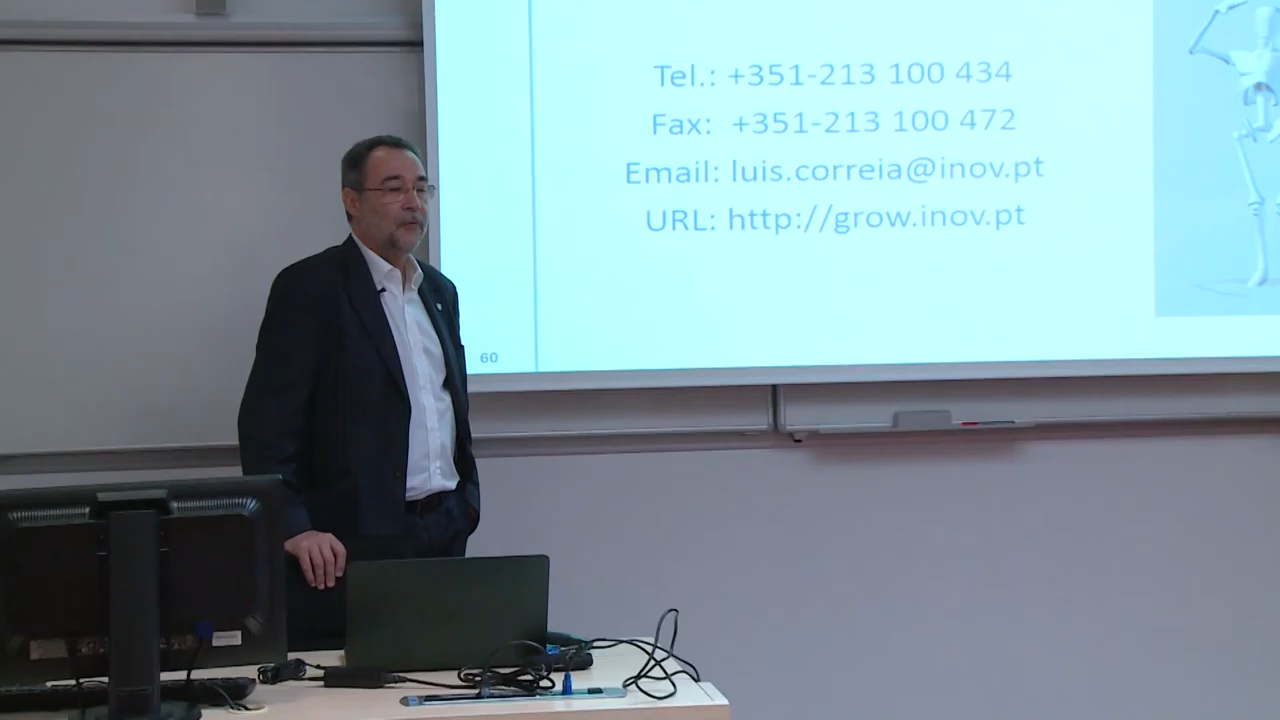 Tel.: +351-213 100 434
Fax: +351-213 100 472
Email: luis.correia@inov.pt
URL: http://grow.inov.pt
60